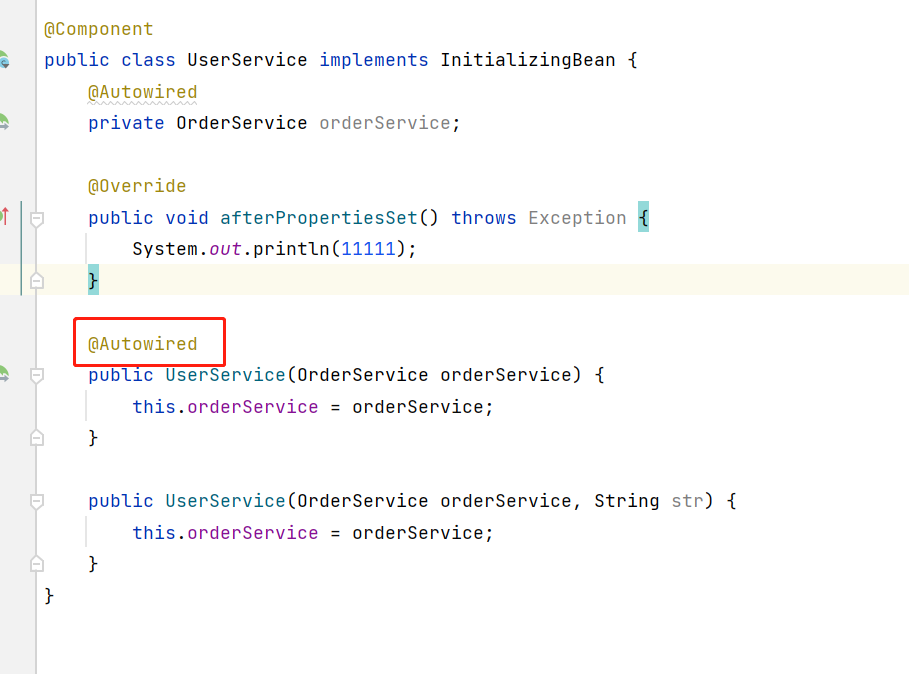 @Component
public class UserService implements InitializingBean {
@Autowired
private OrderService orderService;
@Override
public void afterPropertiesSet() throws Exception {
System.out.println(11111);
}
@Autowired
public UserService(OrderService orderService) {
this.orderService = orderService;
}
public UserService(OrderService orderService, String str) {
this.orderService = orderService;
}
}